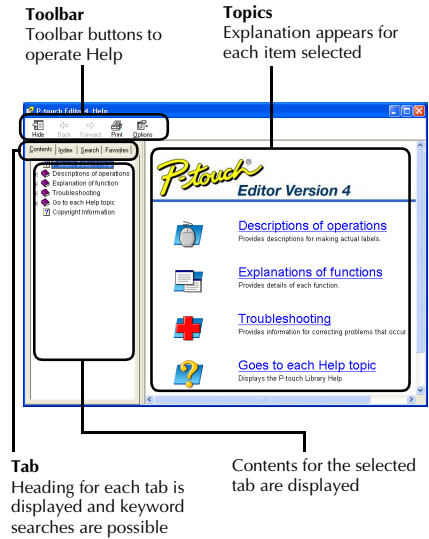 Toolbar
Toolbar buttons to
operate Help
Topics
Explanation appears for
each item selected
P-touch Editor 4 Help
Hide
Back
Forward
Print
Options
Contents
Index
Search
Favorites
Descriptions of operations
Explanation of function
Troubleshooting
Go to each Help topic
Copyright Information
P-touch
Editor Version 4
Descriptions of operations
Provides descriptions for making actual labels.
Explanations of functions
Provides details of each function.
Troubleshooting
Provides information for correcting problems that occur.
Goes to each Help topic
Displays the P-touch Library Help.
Tab
Heading for each tab is
displayed and keyword
searches are possible
Contents for the selected
tab are displayed